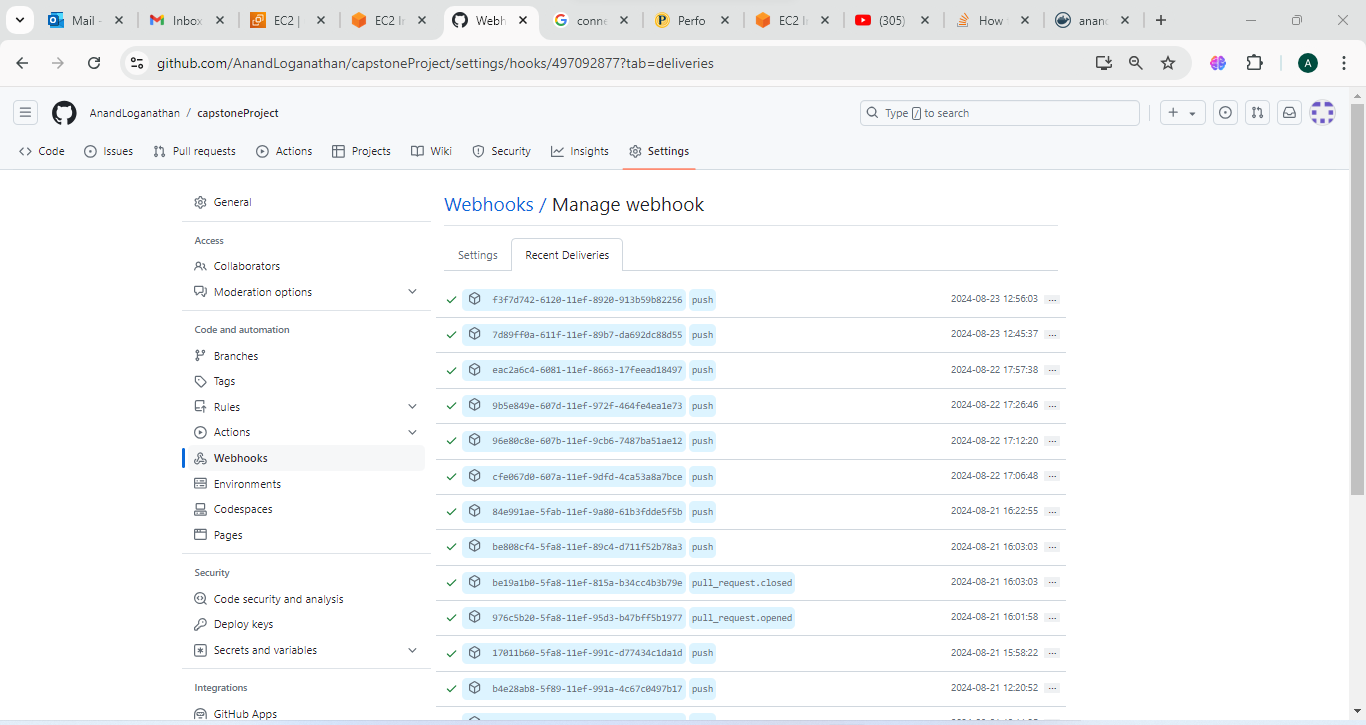 Mail -
Inbox
EC2 |
EC2 I
Webh
conne
Perfo
EC2 I
(305)
How
anand
github.com/AnandLoganathan/capstoneProject/settings/hooks/497092877?tab=deliveries
A
AnandLoganathan / capstoneProject
Type / to search
Code
Issues
Pull requests
Actions
Projects
Wiki
Security
Insights
Settings
General
Access
Collaborators
Moderation options
Code and automation
Branches
Tags
Rules
Actions
Webhooks
Environments
Codespaces
Pages
Security
Code security and analysis
Deploy keys
Secrets and variables
Integrations
GitHub Apps
Webhooks / Manage webhook
Settings
Recent Deliveries
f3f7d742-6120-11ef-8920-913b59b82256 push 2024-08-23 12:56:03 ...
7d89ff0a-611f-11ef-89b7-da692dc88d55 push 2024-08-23 12:45:37 ...
eac2a6c4-6081-11ef-8663-17feead18497 push 2024-08-22 17:57:38 ...
9b5e849e-607d-11ef-972f-464fe4ea1e73 push 2024-08-22 17:26:46 ...
96e80c8e-607b-11ef-9cb6-7487ba51ae12 push 2024-08-22 17:12:20 ...
cfe067d0-607a-11ef-9dfd-4ca53a8a7bce push 2024-08-22 17:06:48 ...
84e991ae-5fab-11ef-9a80-61b3fdde5f5b push 2024-08-21 16:22:55 ...
be808cf4-5fa8-11ef-89c4-d711f52b78a3 push 2024-08-21 16:03:03 ...
be19a1b0-5fa8-11ef-815a-b34cc4b3b79e pull_request.closed 2024-08-21 16:03:03 ...
976c5b20-5fa8-11ef-95d3-b47bff5b1977 pull_request.opened 2024-08-21 16:01:58 ...
17011b60-5fa8-11ef-991c-d77434c1da1d push 2024-08-21 15:58:22 ...
b4e28ab8-5f89-11ef-991a-4c67c0497b17 push 2024-08-21 12:20:52 ...